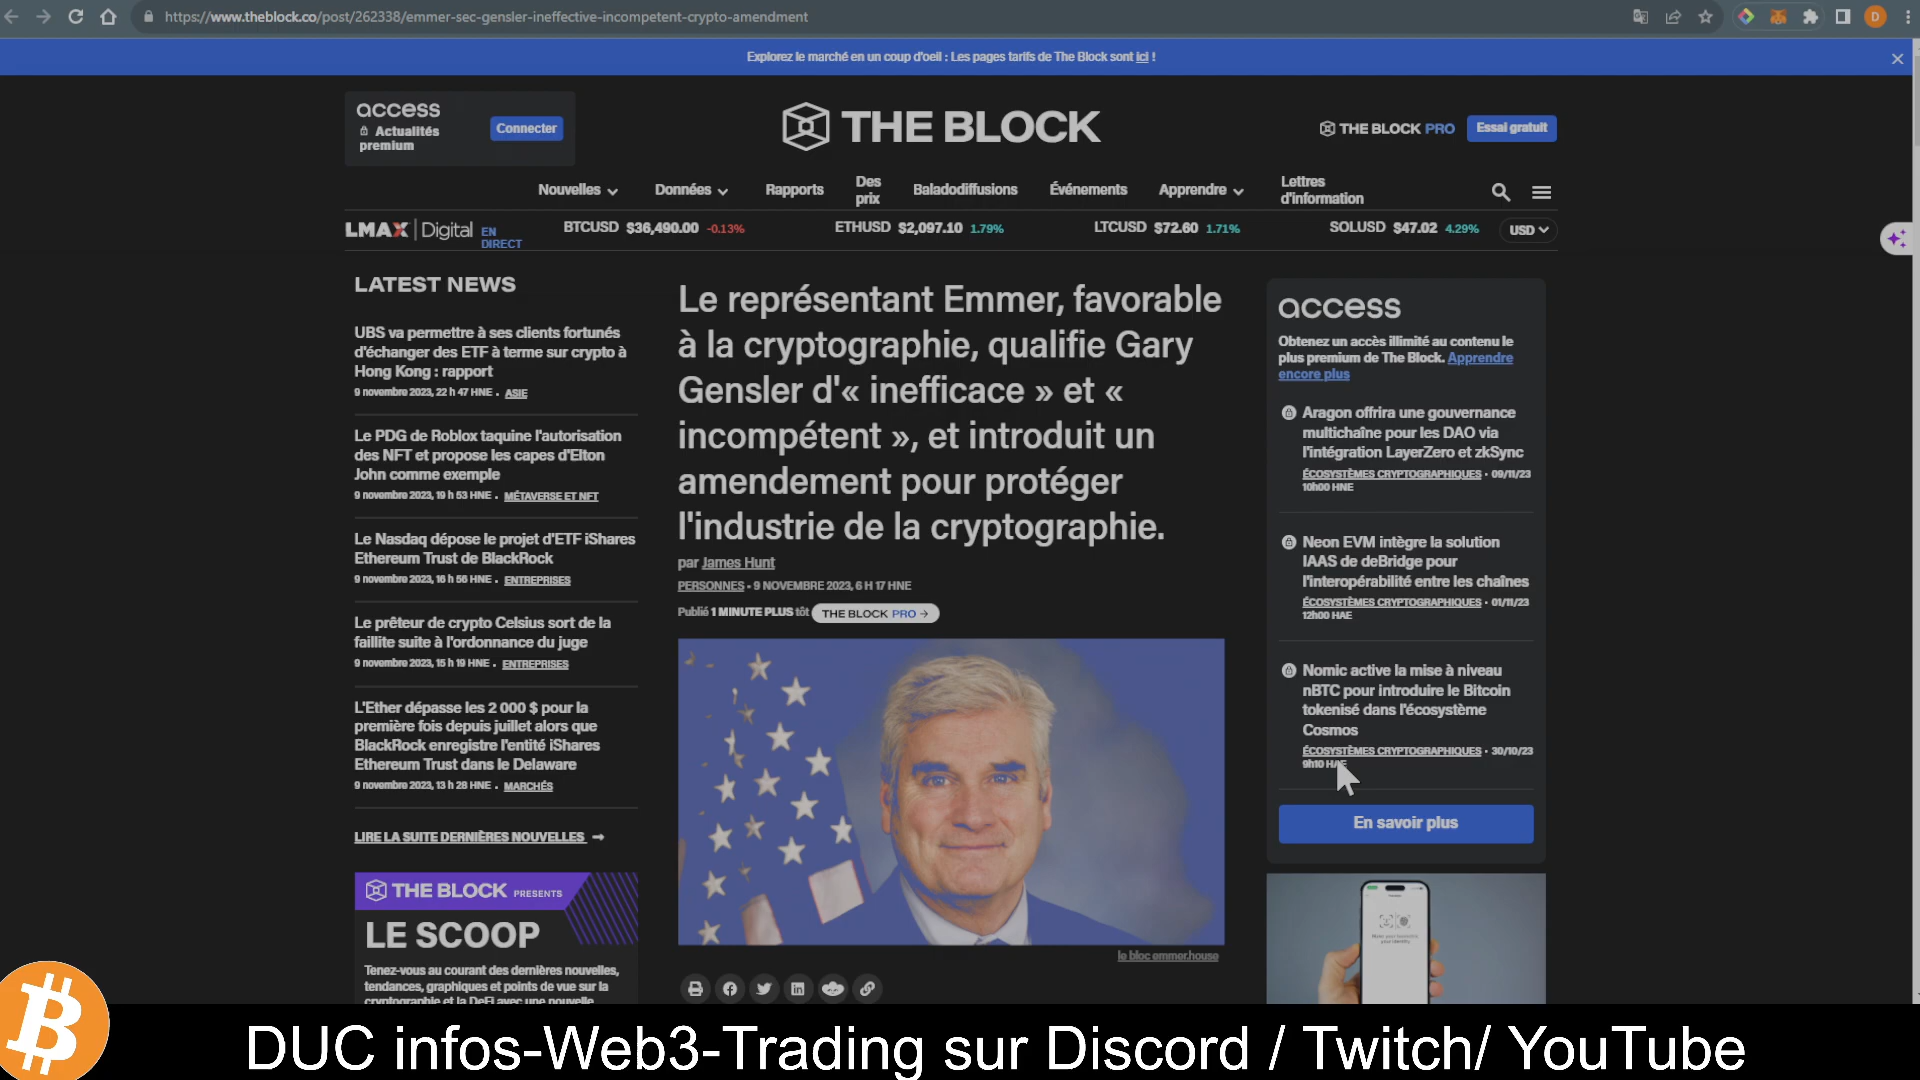 https://www.theblock.co/post/262338/emmer-sec-gensler-ineffective-incompetent-crypto-amendment
Explorez le marché en un coup d'oeil : Les pages tarifs de The Block sont ici !
access
Actualités
premium
Connecter
THE BLOCK
THE BLOCK PRO
Essai gratuit
Nouvelles
Données
Rapports
Des
prix
Baladodiffusions
Événements
Apprendre
Lettres
d'information
LMAX Digital EN
DIRECT
BTCUSD $36,490.00 -0.13%
ETHUSD $2,097.10 1.79%
LTCUSD $72.60 1.71%
SOLUSD $47.02 4.29%
USD
LATEST NEWS
UBS va permettre à ses clients fortunés
d'échanger des ETF à terme sur crypto à
Hong Kong : rapport
9 novembre 2023, 22 h 47 HNE • ASIE
Le PDG de Roblox taquine l'autorisation
des NFT et propose les capes d'Elton
John comme exemple
9 novembre 2023, 19 h 53 HNE • MÉTAVERSE ET NFT
Le Nasdaq dépose le projet d'ETF iShares
Ethereum Trust de BlackRock
9 novembre 2023, 16 h 56 HNE • ENTREPRISES
Le prêteur de crypto Celsius sort de la
faillite suite à l'ordonnance du juge
9 novembre 2023, 15 h 19 HNE • ENTREPRISES
L'Ether dépasse les 2 000 $ pour la
première fois depuis juillet alors que
BlackRock enregistre l'entité iShares
Ethereum Trust dans le Delaware
9 novembre 2023, 13 h 28 HNE • MARCHÉS
LIRE LA SUITE DERNIÈRES NOUVELLES →
THE BLOCK PRESENTS
LE SCOOP
Tenez-vous au courant des dernières nouvelles,
tendances, graphiques et points de vue sur la
cryptographie et la DeFi avec une nouvelle
Le représentant Emmer, favorable
à la cryptographie, qualifie Gary
Gensler d'« inefficace » et «
incompétent », et introduit un
amendement pour protéger
l'industrie de la cryptographie.
par James Hunt
PERSONNES • 9 NOVEMBRE 2023, 6 H 17 HNE
Publié 1 MINUTE PLUS tôt THE BLOCK PRO →
le bloc emmer.house
access
Obtenez un accès illimité au contenu le
plus premium de The Block. Apprendre
encore plus
Aragon offrira une gouvernance
multichaîne pour les DAO via
l'intégration LayerZero et zkSync
ÉCOSYSTÈMES CRYPTOGRAPHIQUES • 09/11/23
10h00 HNE
Neon EVM intègre la solution
IAAS de deBridge pour
l'interopérabilité entre les chaînes
ÉCOSYSTÈMES CRYPTOGRAPHIQUES • 01/11/23
12h00 HAE
Nomic active la mise à niveau
nBTC pour introduire le Bitcoin
tokenisé dans l'écosystème
Cosmos
ÉCOSYSTÈMES CRYPTOGRAPHIQUES • 30/10/23
9h10 HAE
En savoir plus
DUC infos-Web3-Trading sur Discord / Twitch/ YouTube